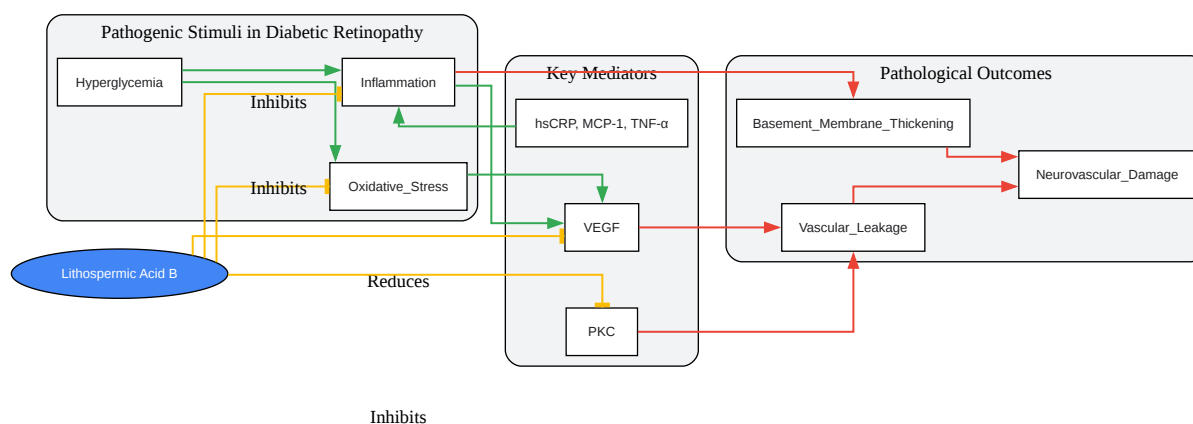 Pathogenic Stimuli in Diabetic Retinopathy
Hyperglycemia
Inflammation
Inhibits
Inhibits
Oxidative_Stress
Key Mediators
hsCRP, MCP-1, TNF-α
VEGF
PKC
Pathological Outcomes
Basement_Membrane_Thickening
Neurovascular_Damage
Vascular_Leakage
Lithospermic Acid B
Reduces
Inhibits